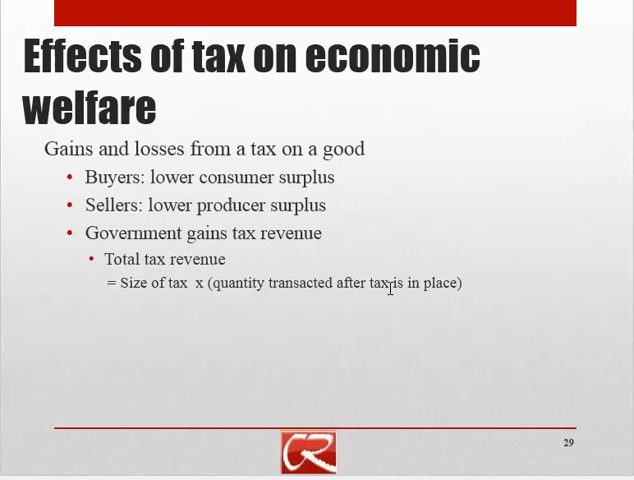 Effects of tax on economic
welfare
Gains and losses from a tax on a good
• Buyers: lower consumer surplus
• Sellers: lower producer surplus
• Government gains tax revenue
• Total tax revenue
= Size of tax x (quantity transacted after tax is in place)
29
CR